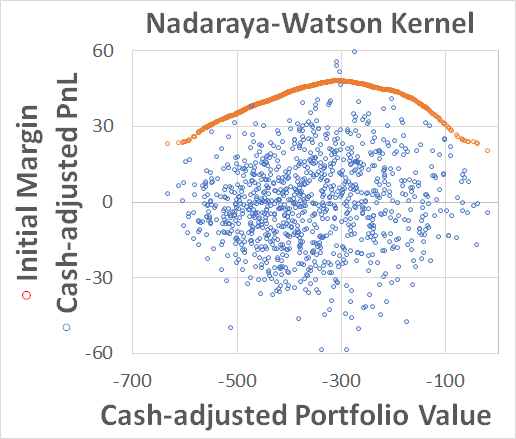 Nadaraya-Watson Kernel
○ Initial Margin
○ Cash-adjusted PnL
60
30
0
-30
-60
-700
-500
-300
-100
Cash-adjusted Portfolio Value